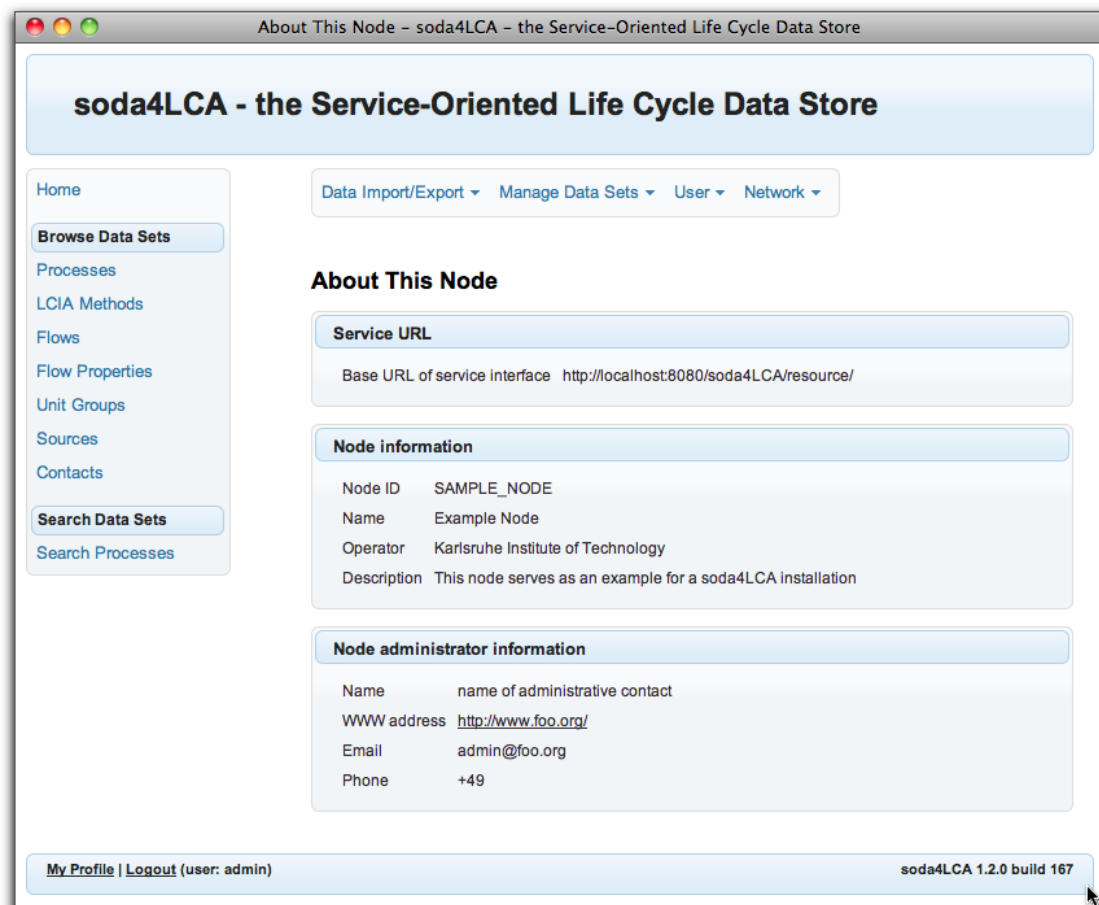 About This Node – soda4LCA – the Service-Oriented Life Cycle Data Store
soda4LCA - the Service-Oriented Life Cycle Data Store
Home
Browse Data Sets
Processes
LCIA Methods
Flows
Flow Properties
Unit Groups
Sources
Contacts
Search Data Sets
Search Processes
Data Import/Export Manage Data Sets User Network
About This Node
Service URL
Base URL of service interface http://localhost:8080/soda4LCA/resource/
Node information
Node ID SAMPLE_NODE
Name Example Node
Operator Karlsruhe Institute of Technology
Description This node serves as an example for a soda4LCA installation
Node administrator information
Name name of administrative contact
WWW address http://www.foo.org/
Email admin@foo.org
Phone +49
My Profile | Logout (user: admin) soda4LCA 1.2.0 build 167